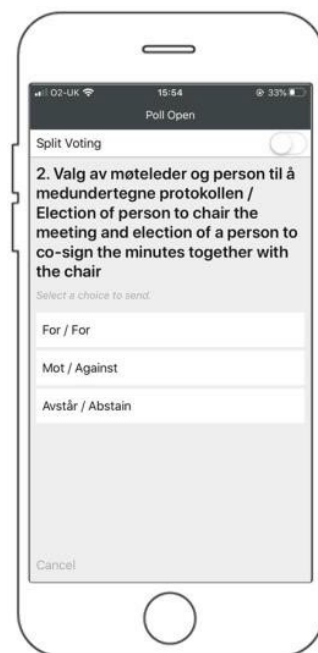 O2-UK 15:54 33%
Poll Open
Split Voting
2. Valg av møteleder og person til å
medundertegne protokollen /
Election of person to chair the
meeting and election of a person to
co-sign the minutes together with
the chair
Select a choice to send.
For / For
Mot / Against
Avstår / Abstain
Cancel